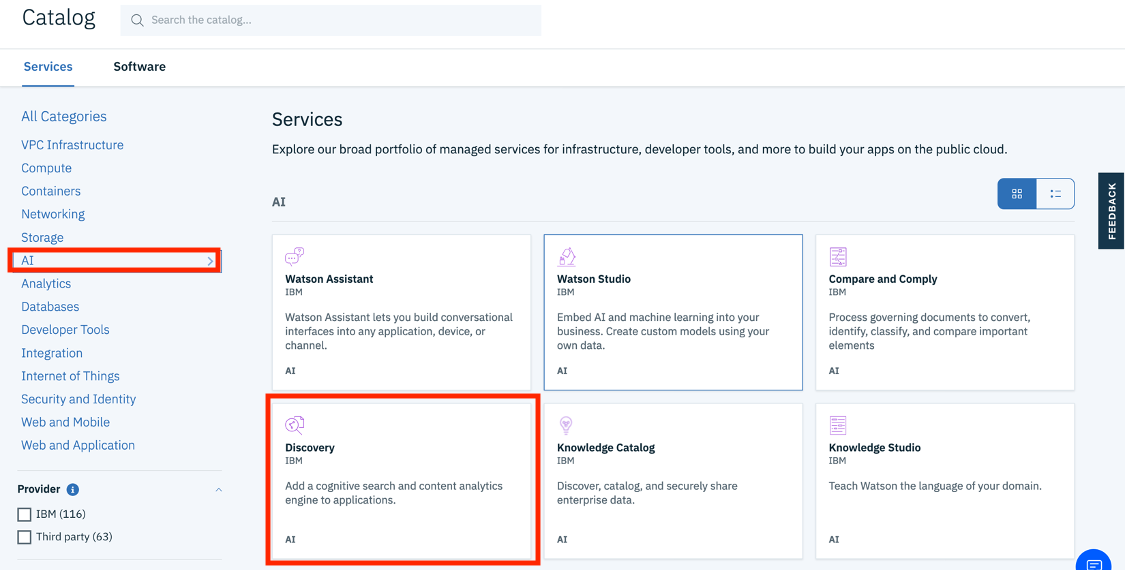 Catalog
Search the catalog...
Services
Software
All Categories
VPC Infrastructure
Compute
Containers
Networking
Storage
AI
Analytics
Databases
Developer Tools
Integration
Internet of Things
Security and Identity
Web and Mobile
Web and Application
Provider
IBM (116)
Third party (63)
Services
Explore our broad portfolio of managed services for infrastructure, developer tools, and more to build your apps on the public cloud.
AI
Watson Assistant
IBM
Watson Assistant lets you build conversational
interfaces into any application, device, or
channel.
AI
Watson Studio
IBM
Embed AI and machine learning into your
business. Create custom models using your
own data.
AI
Compare and Comply
IBM
Process governing documents to convert,
identify, classify, and compare important
elements
AI
Discovery
IBM
Add a cognitive search and content analytics
engine to applications.
AI
Knowledge Catalog
IBM
Discover, catalog, and securely share
enterprise data.
AI
Knowledge Studio
IBM
Teach Watson the language of your domain.
AI
FEEDBACK